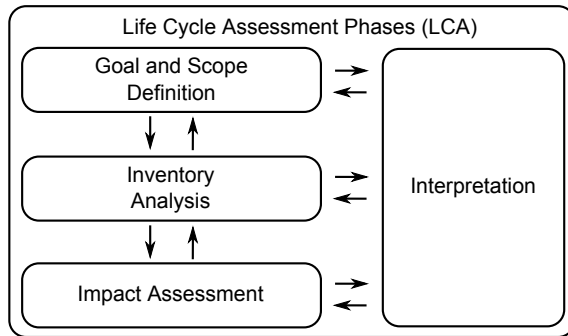 Life Cycle Assessment Phases (LCA)
Goal and Scope
Definition
Inventory
Analysis
Impact Assessment
Interpretation